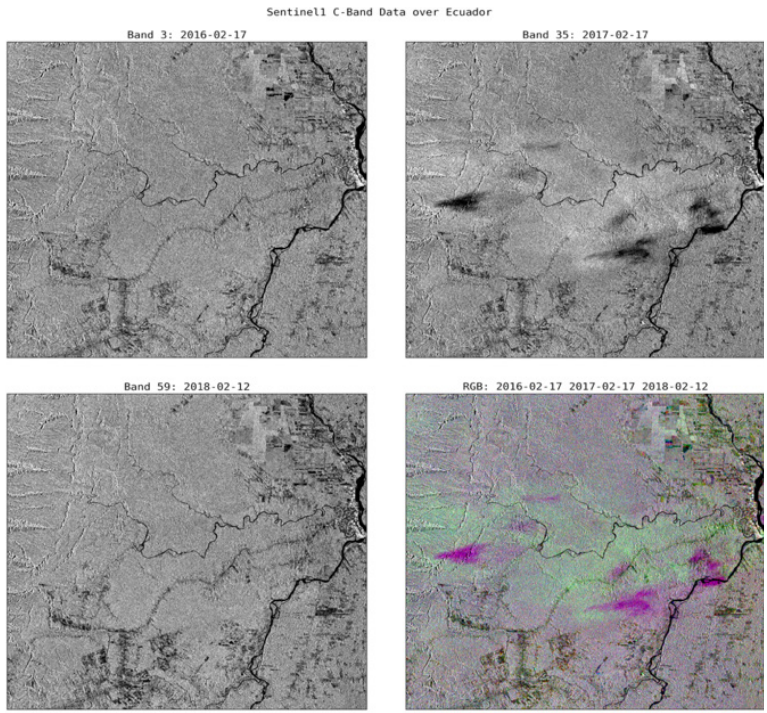 Sentinel1 C-Band Data over Ecuador
Band 3: 2016-02-17
Band 35: 2017-02-17
Band 59: 2018-02-12
RGB: 2016-02-17 2017-02-17 2018-02-12